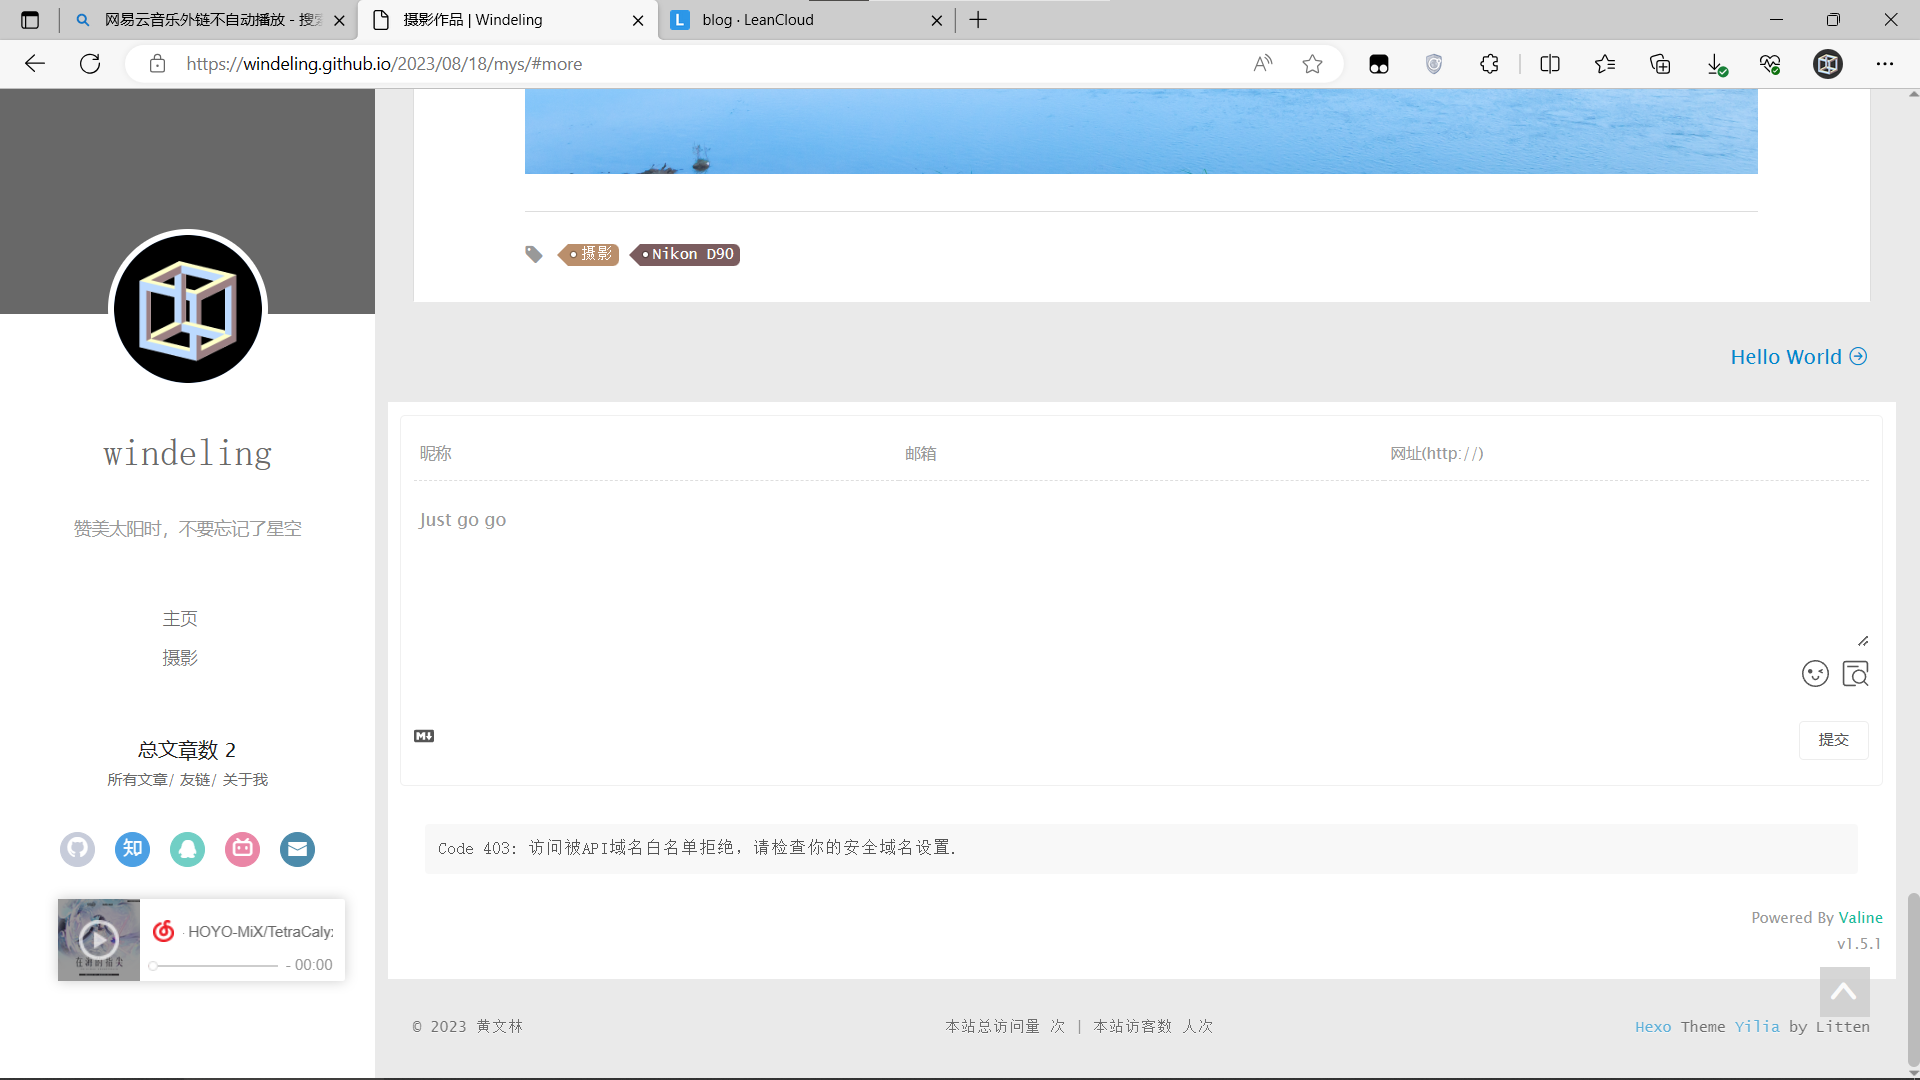 网易云音乐外链不自动播放 - 搜索
摄影作品 | Windeling
blog · LeanCloud
https://windeling.github.io/2023/08/18/mys/#more
摄影
Nikon D90
Hello World
windeling
赞美太阳时，不要忘记了星空
主页
摄影
总文章数 2
所有文章/ 友链/ 关于我
知
· HOYO-MiX/TetraCalyx
在银河的指尖
- 00:00
昵称
邮箱
网址(http://)
Just go go
M↓
提交
Code 403: 访问被API域名白名单拒绝，请检查你的安全域名设置.
Powered By Valine
v1.5.1
© 2023 黄文林
本站总访问量 次 | 本站访客数 人次
Hexo Theme Yilia by Litten